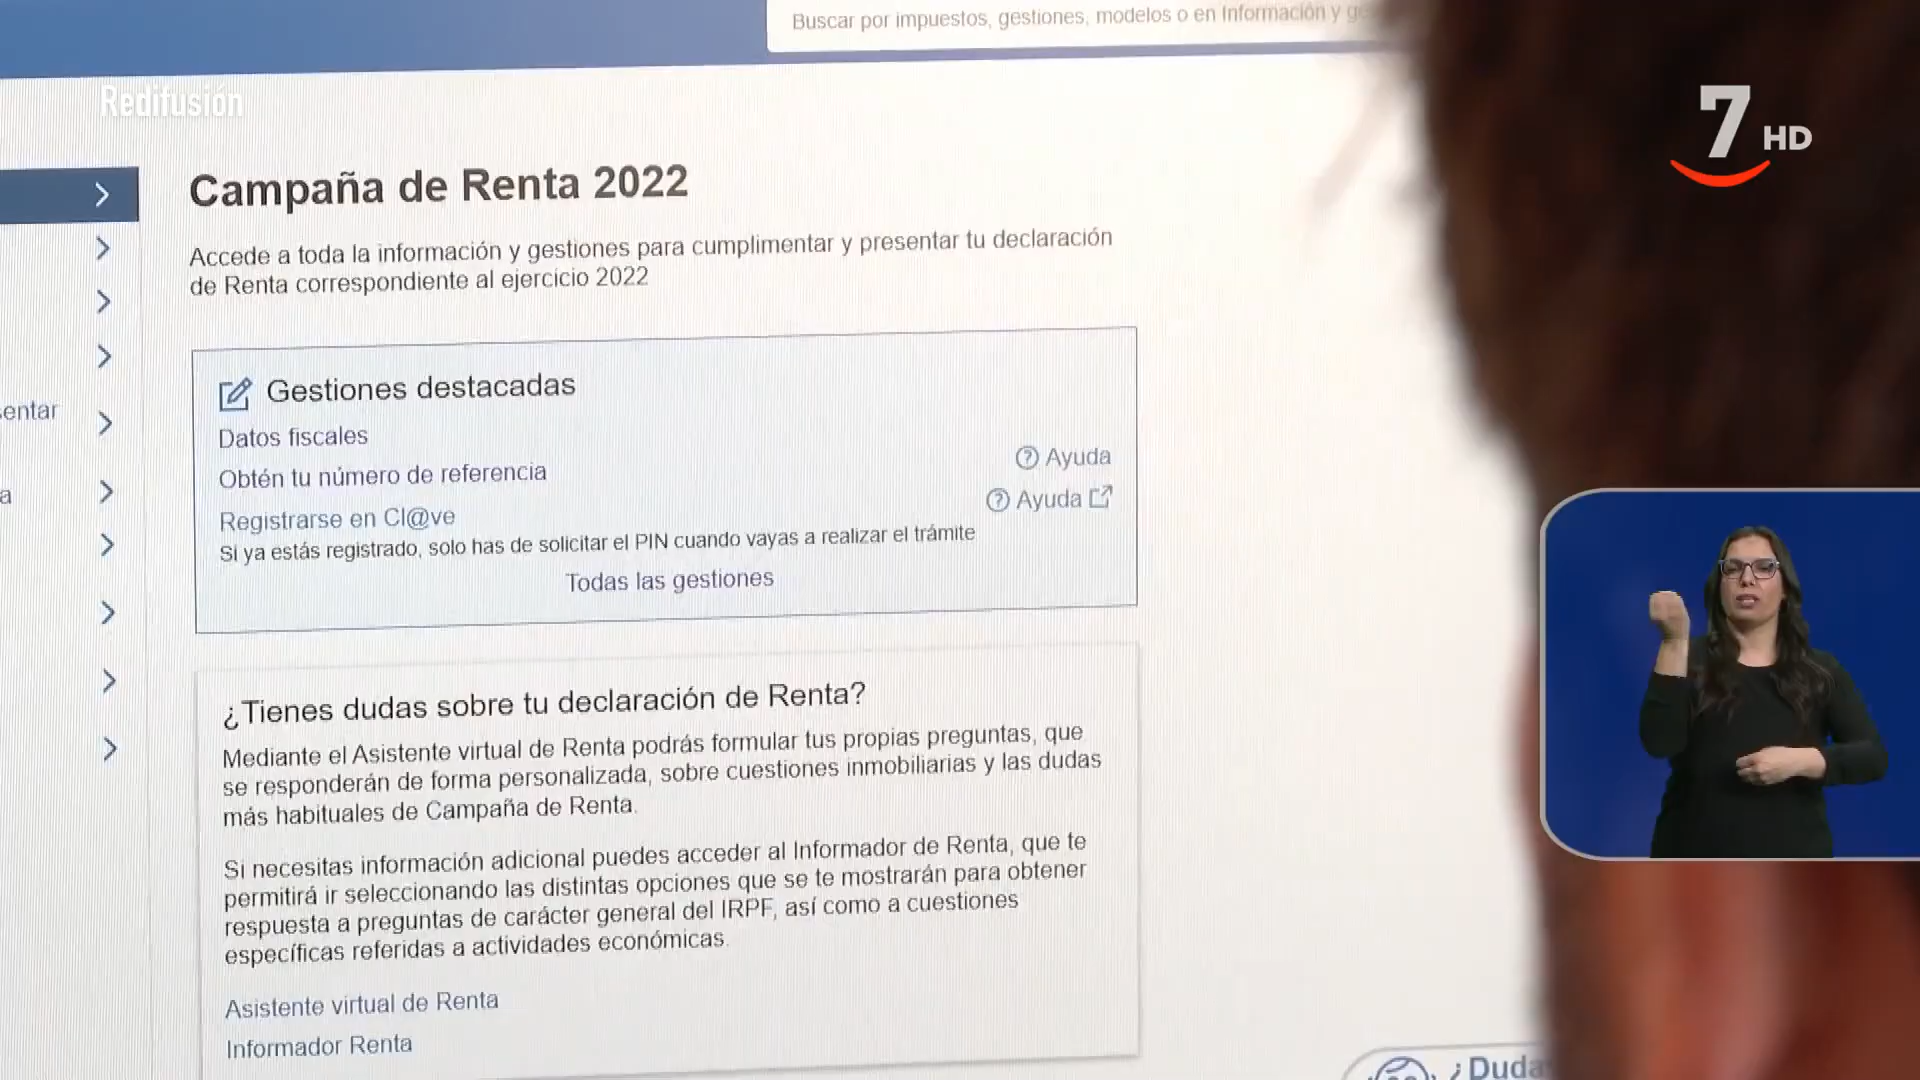 Buscar por impuestos, gestiones, modelos o en Información y
Redifusión
7 HD
Campaña de Renta 2022
Accede a toda la información y gestiones para cumplimentar y presentar tu declaración
de Renta correspondiente al ejercicio 2022
Gestiones destacadas
Datos fiscales
Obtén tu número de referencia
Ayuda
Registrarse en Cl@ve
Ayuda
Si ya estás registrado, solo has de solicitar el PIN cuando vayas a realizar el trámite
Todas las gestiones
¿Tienes dudas sobre tu declaración de Renta?
Mediante el Asistente virtual de Renta podrás formular tus propias preguntas, que
se responderán de forma personalizada, sobre cuestiones inmobiliarias y las dudas
más habituales de Campaña de Renta.
Si necesitas información adicional puedes acceder al Informador de Renta, que te
permitirá ir seleccionando las distintas opciones que se te mostrarán para obtener
respuesta a preguntas de carácter general del IRPF, así como a cuestiones
específicas referidas a actividades económicas.
Asistente virtual de Renta
Informador Renta
¿Duda